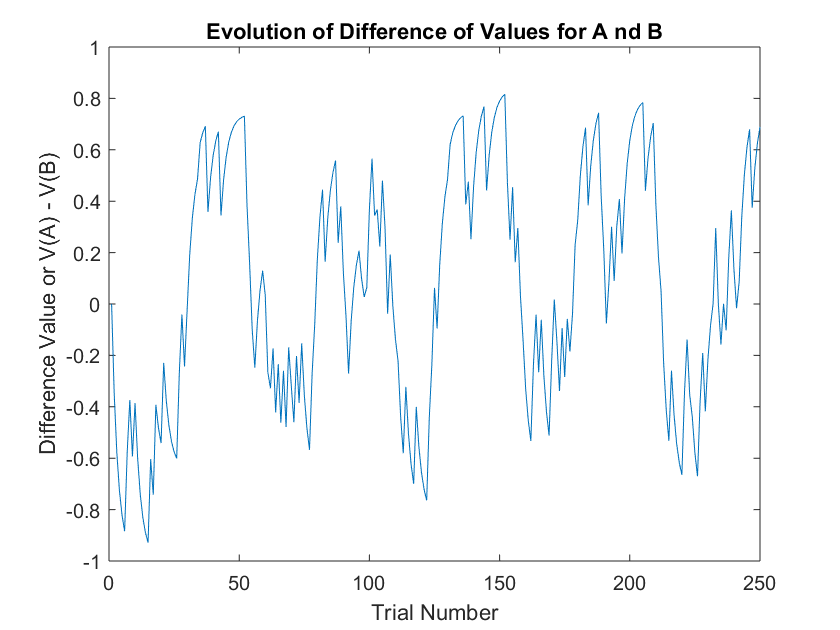 Evolution of Difference of Values for A nd B
1
0.8
0.6
0.4
0.2
0
-0.2
-0.4
-0.6
-0.8
-1
Difference Value or V(A) - V(B)
0 50 100 150 200 250
Trial Number